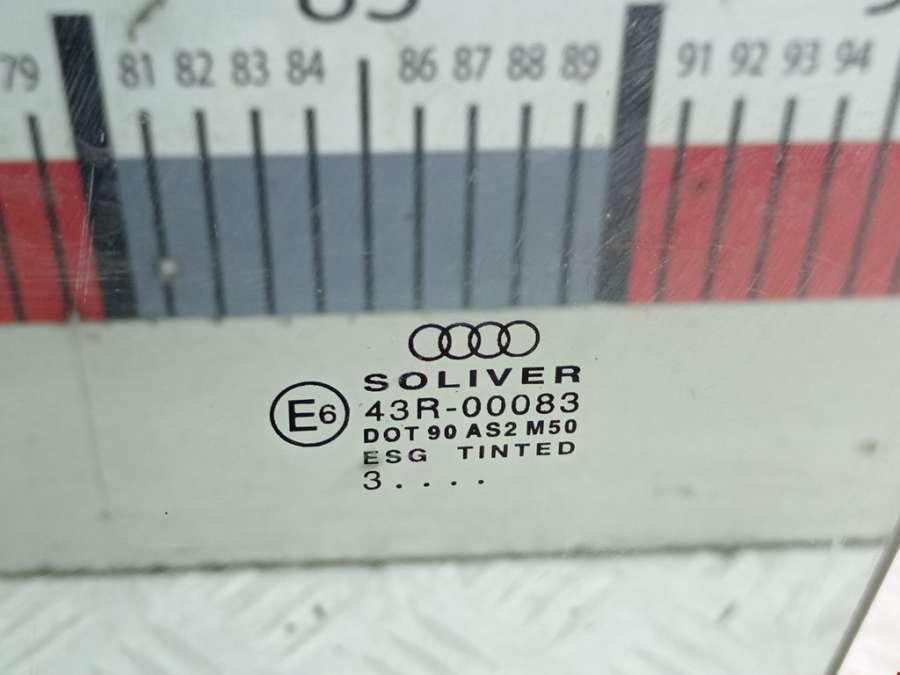 85
79 81 82 83 84 86 87 88 89 91 92 93 94
SOLIVER
E6 43R-00083
DOT 90 AS2 M50
ESG TINTED
3....